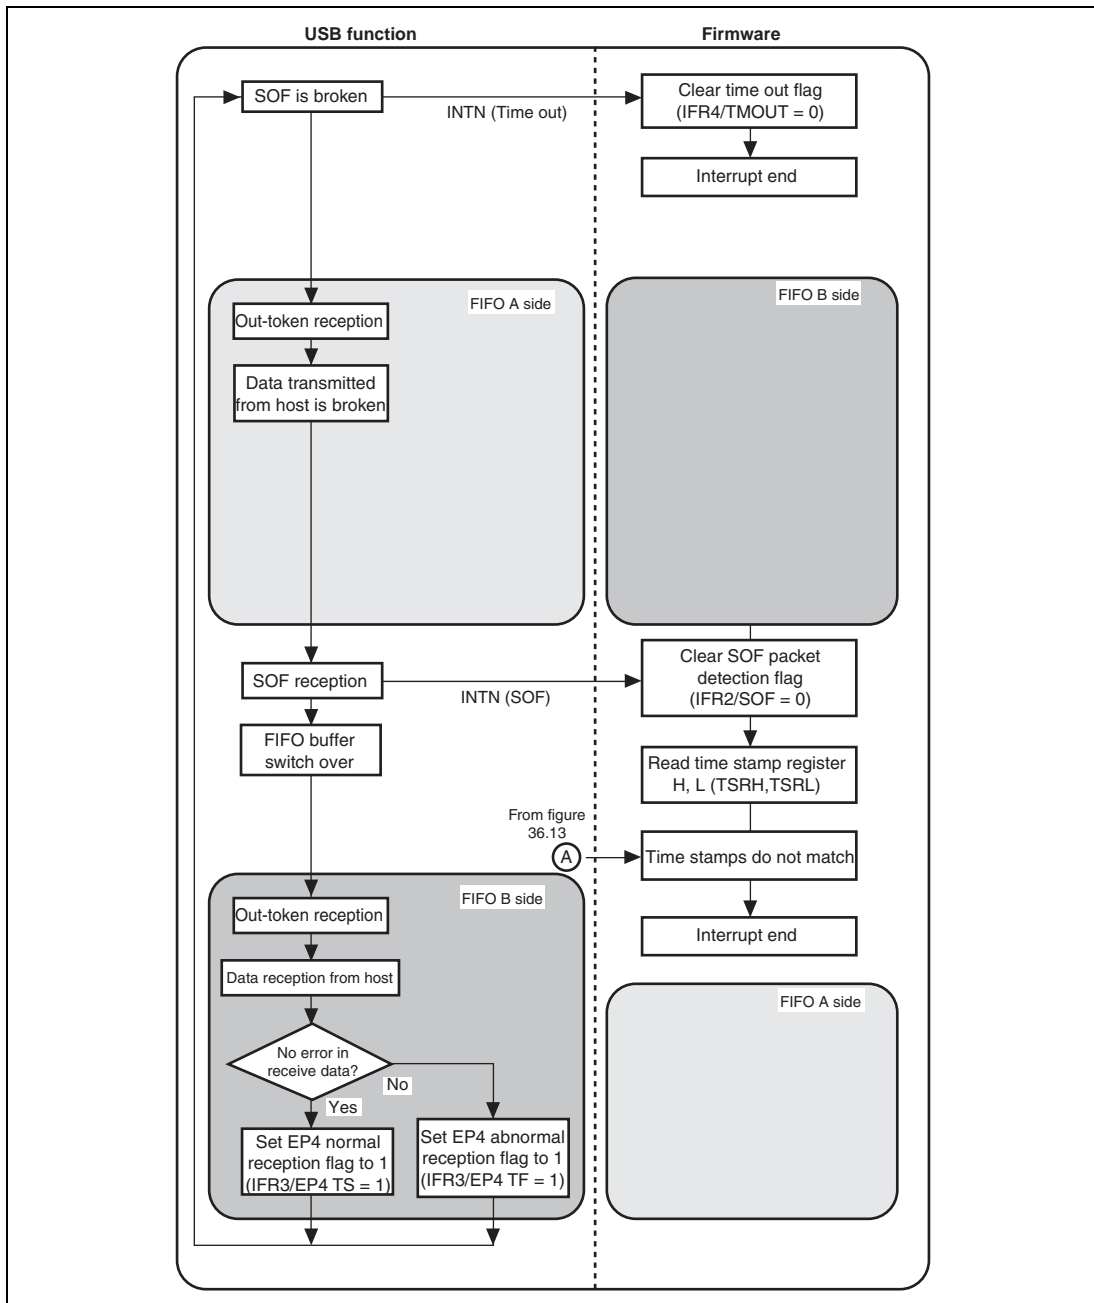 USB function
Firmware
SOF is broken
INTN (Time out)
Clear time out flag
(IFR4/TMOUT = 0)
Interrupt end
FIFO A side
FIFO B side
Out-token reception
Data transmitted
from host is broken
SOF reception
INTN (SOF)
Clear SOF packet
detection flag
(IFR2/SOF = 0)
FIFO buffer
switch over
Read time stamp register
H, L (TSRH,TSRL)
From figure
36.13
A
Time stamps do not match
FIFO B side
Out-token reception
Interrupt end
Data reception from host
FIFO A side
No error in
receive data?
No
Yes
Set EP4 normal
reception flag to 1
(IFR3/EP4 TS = 1)
Set EP4 abnormal
reception flag to 1
(IFR3/EP4 TF = 1)